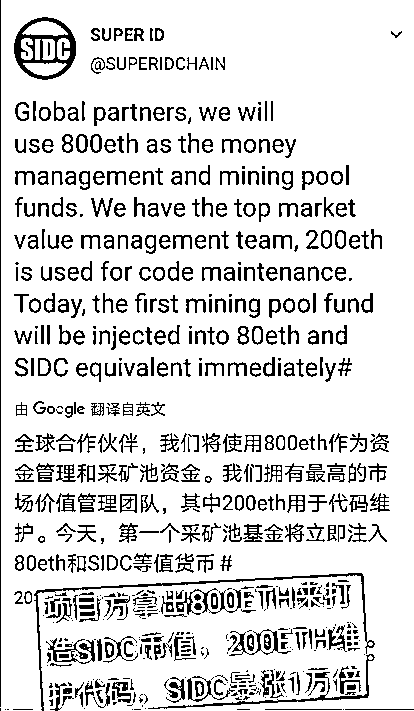 SIDC
SUPER ID
@SUPERIDCHAIN
Global partners, we will
use 800eth as the money
management and mining pool
funds. We have the top market
value management team, 200eth
is used for code maintenance.
Today, the first mining pool fund
will be injected into 80eth and
SIDC equivalent immediately#
由 Google 翻译自英文
全球合作伙伴，我们将使用800eth作为资
金管理和采矿池资金。我们拥有最高的市
场价值管理团队，其中200eth用于代码维
护。今天，第一个采矿池基金将立即注入
80eth和SIDC等值货币 #
20
项目方拿出800ETH来打
造SIDC币值，200ETH维
护代码，SIDC暴涨1万倍